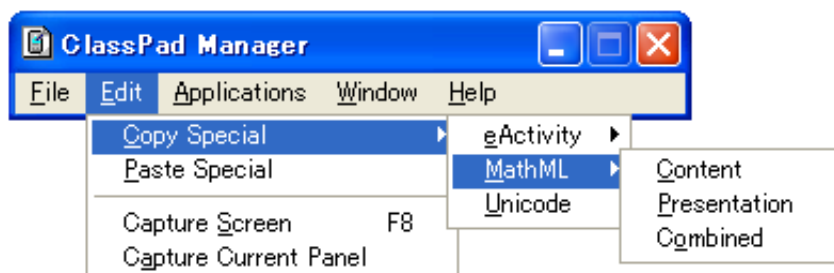 ClassPad Manager
File Edit Applications Window Help
Copy Special eActivity
Paste Special MathML Content
Unicode Presentation
Capture Screen F8 Combined
Capture Current Panel